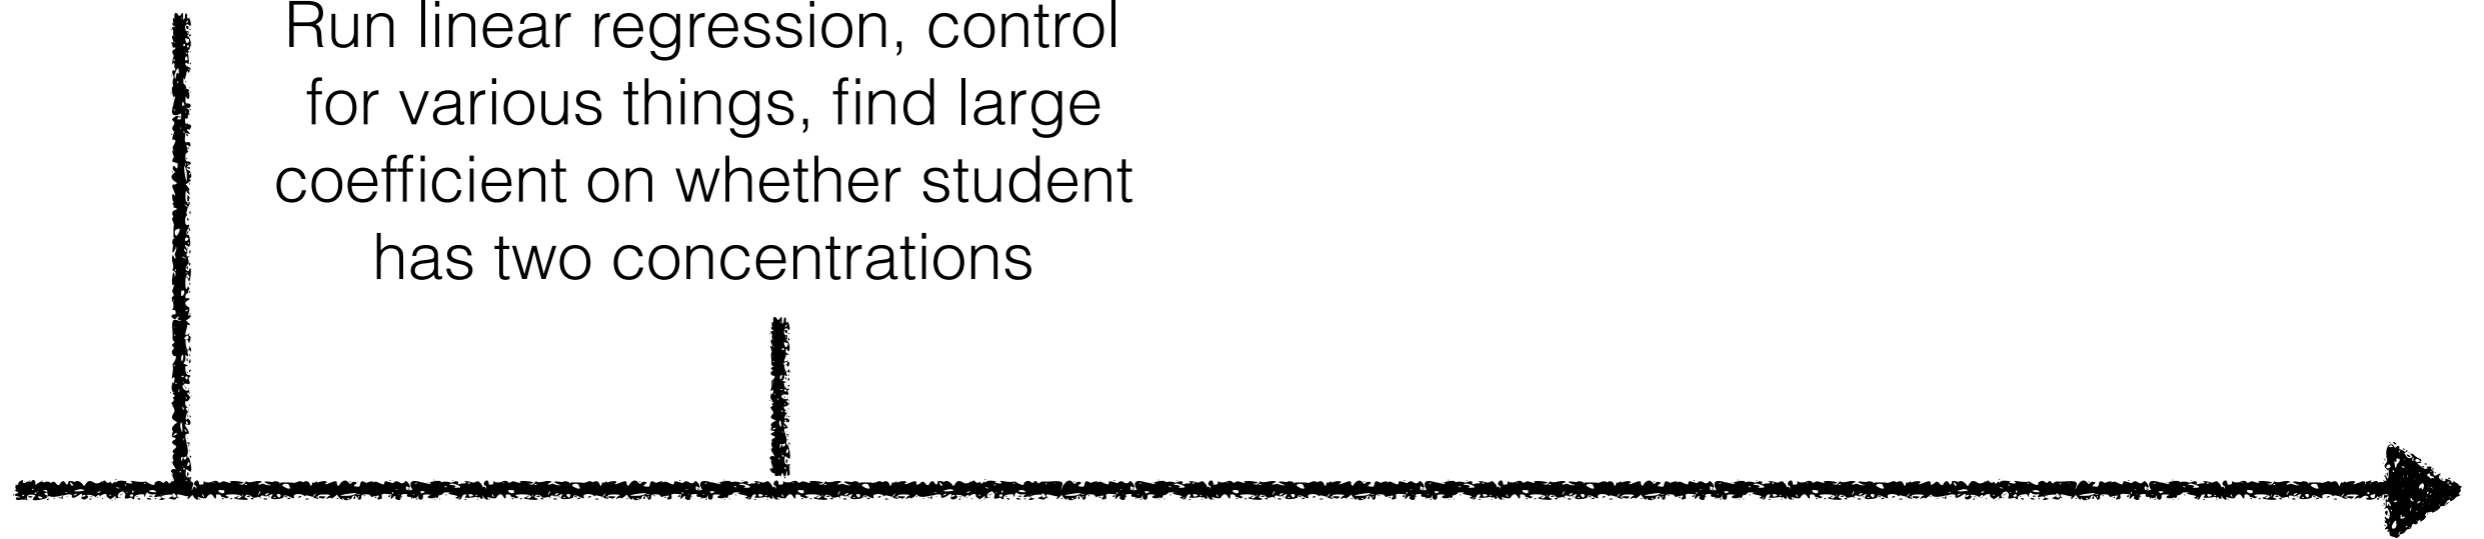 Run linear regression, control
for various things, find large
coefficient on whether student
has two concentrations